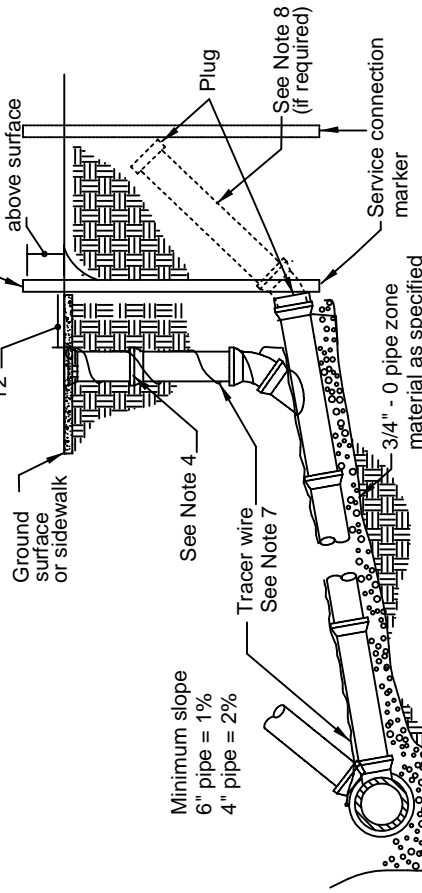 above surface
Plug
See Note 8
(if required)
Service connection
marker
Ground
surface
or sidewalk
See Note 4
Tracer wire
See Note 7
3/4" - 0 pipe zone
material as specified
Minimum slope
6" pipe = 1%
4" pipe = 2%